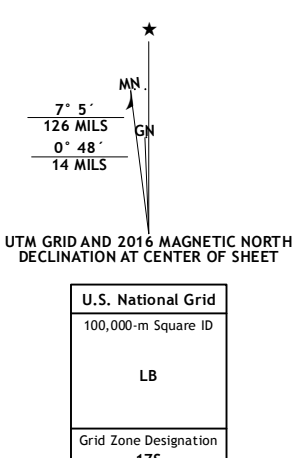 ★
MN
7° 5´
126 MILS
GN
0° 48´
14 MILS
UTM GRID AND 2016 MAGNETIC NORTH
DECLINATION AT CENTER OF SHEET
U.S. National Grid
100,000-m Square ID
LB
Grid Zone Designation
17S